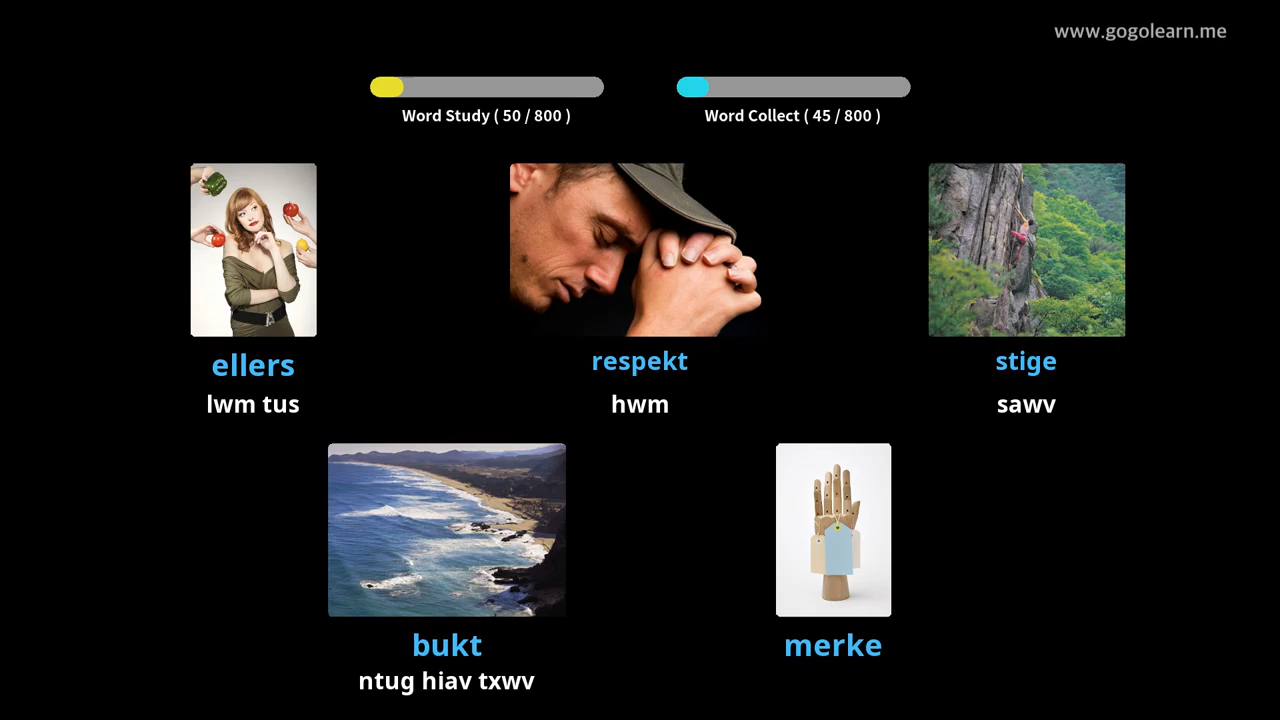 www.gogolearn.me
Word Study ( 50 / 800 )
Word Collect ( 45 / 800 )
ellers
lwm tus
respekt
hwm
stige
sawv
bukt
ntug hiav txwv
merke